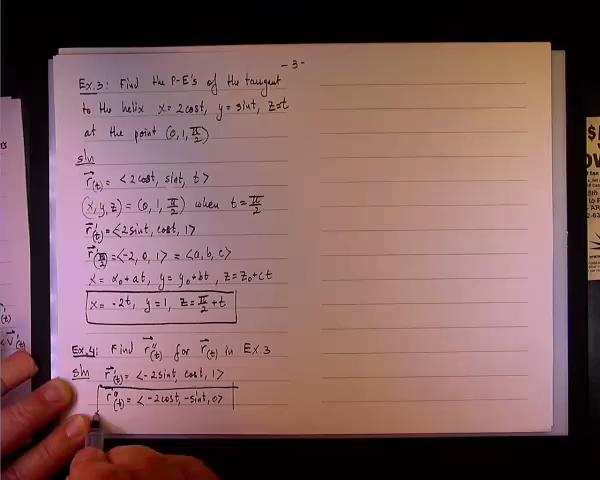 - 3 -
Ex.3: Find the P-E's of the tangent
to the helix x = 2cost, y = sint, z=t
at the point (0, 1, π/2)
sln
r⃗(t) = < 2cost, sint, t >
(x, y, z) = (0, 1, π/2) when t = π/2
r⃗'(t) = <2sint, cost, 1>
r⃗'(π/2) = <-2, 0, 1> = <a, b, c>
x = x₀+at, y = y₀+bt, z = z₀+ct
x = -2t, y = 1, z = π/2 + t
Ex.4: Find r⃗''(t) for r⃗(t) in EX.3
sln r⃗'(t) = < -2sint, cost, 1>
r⃗''(t) = < -2cost, -sint, 0>